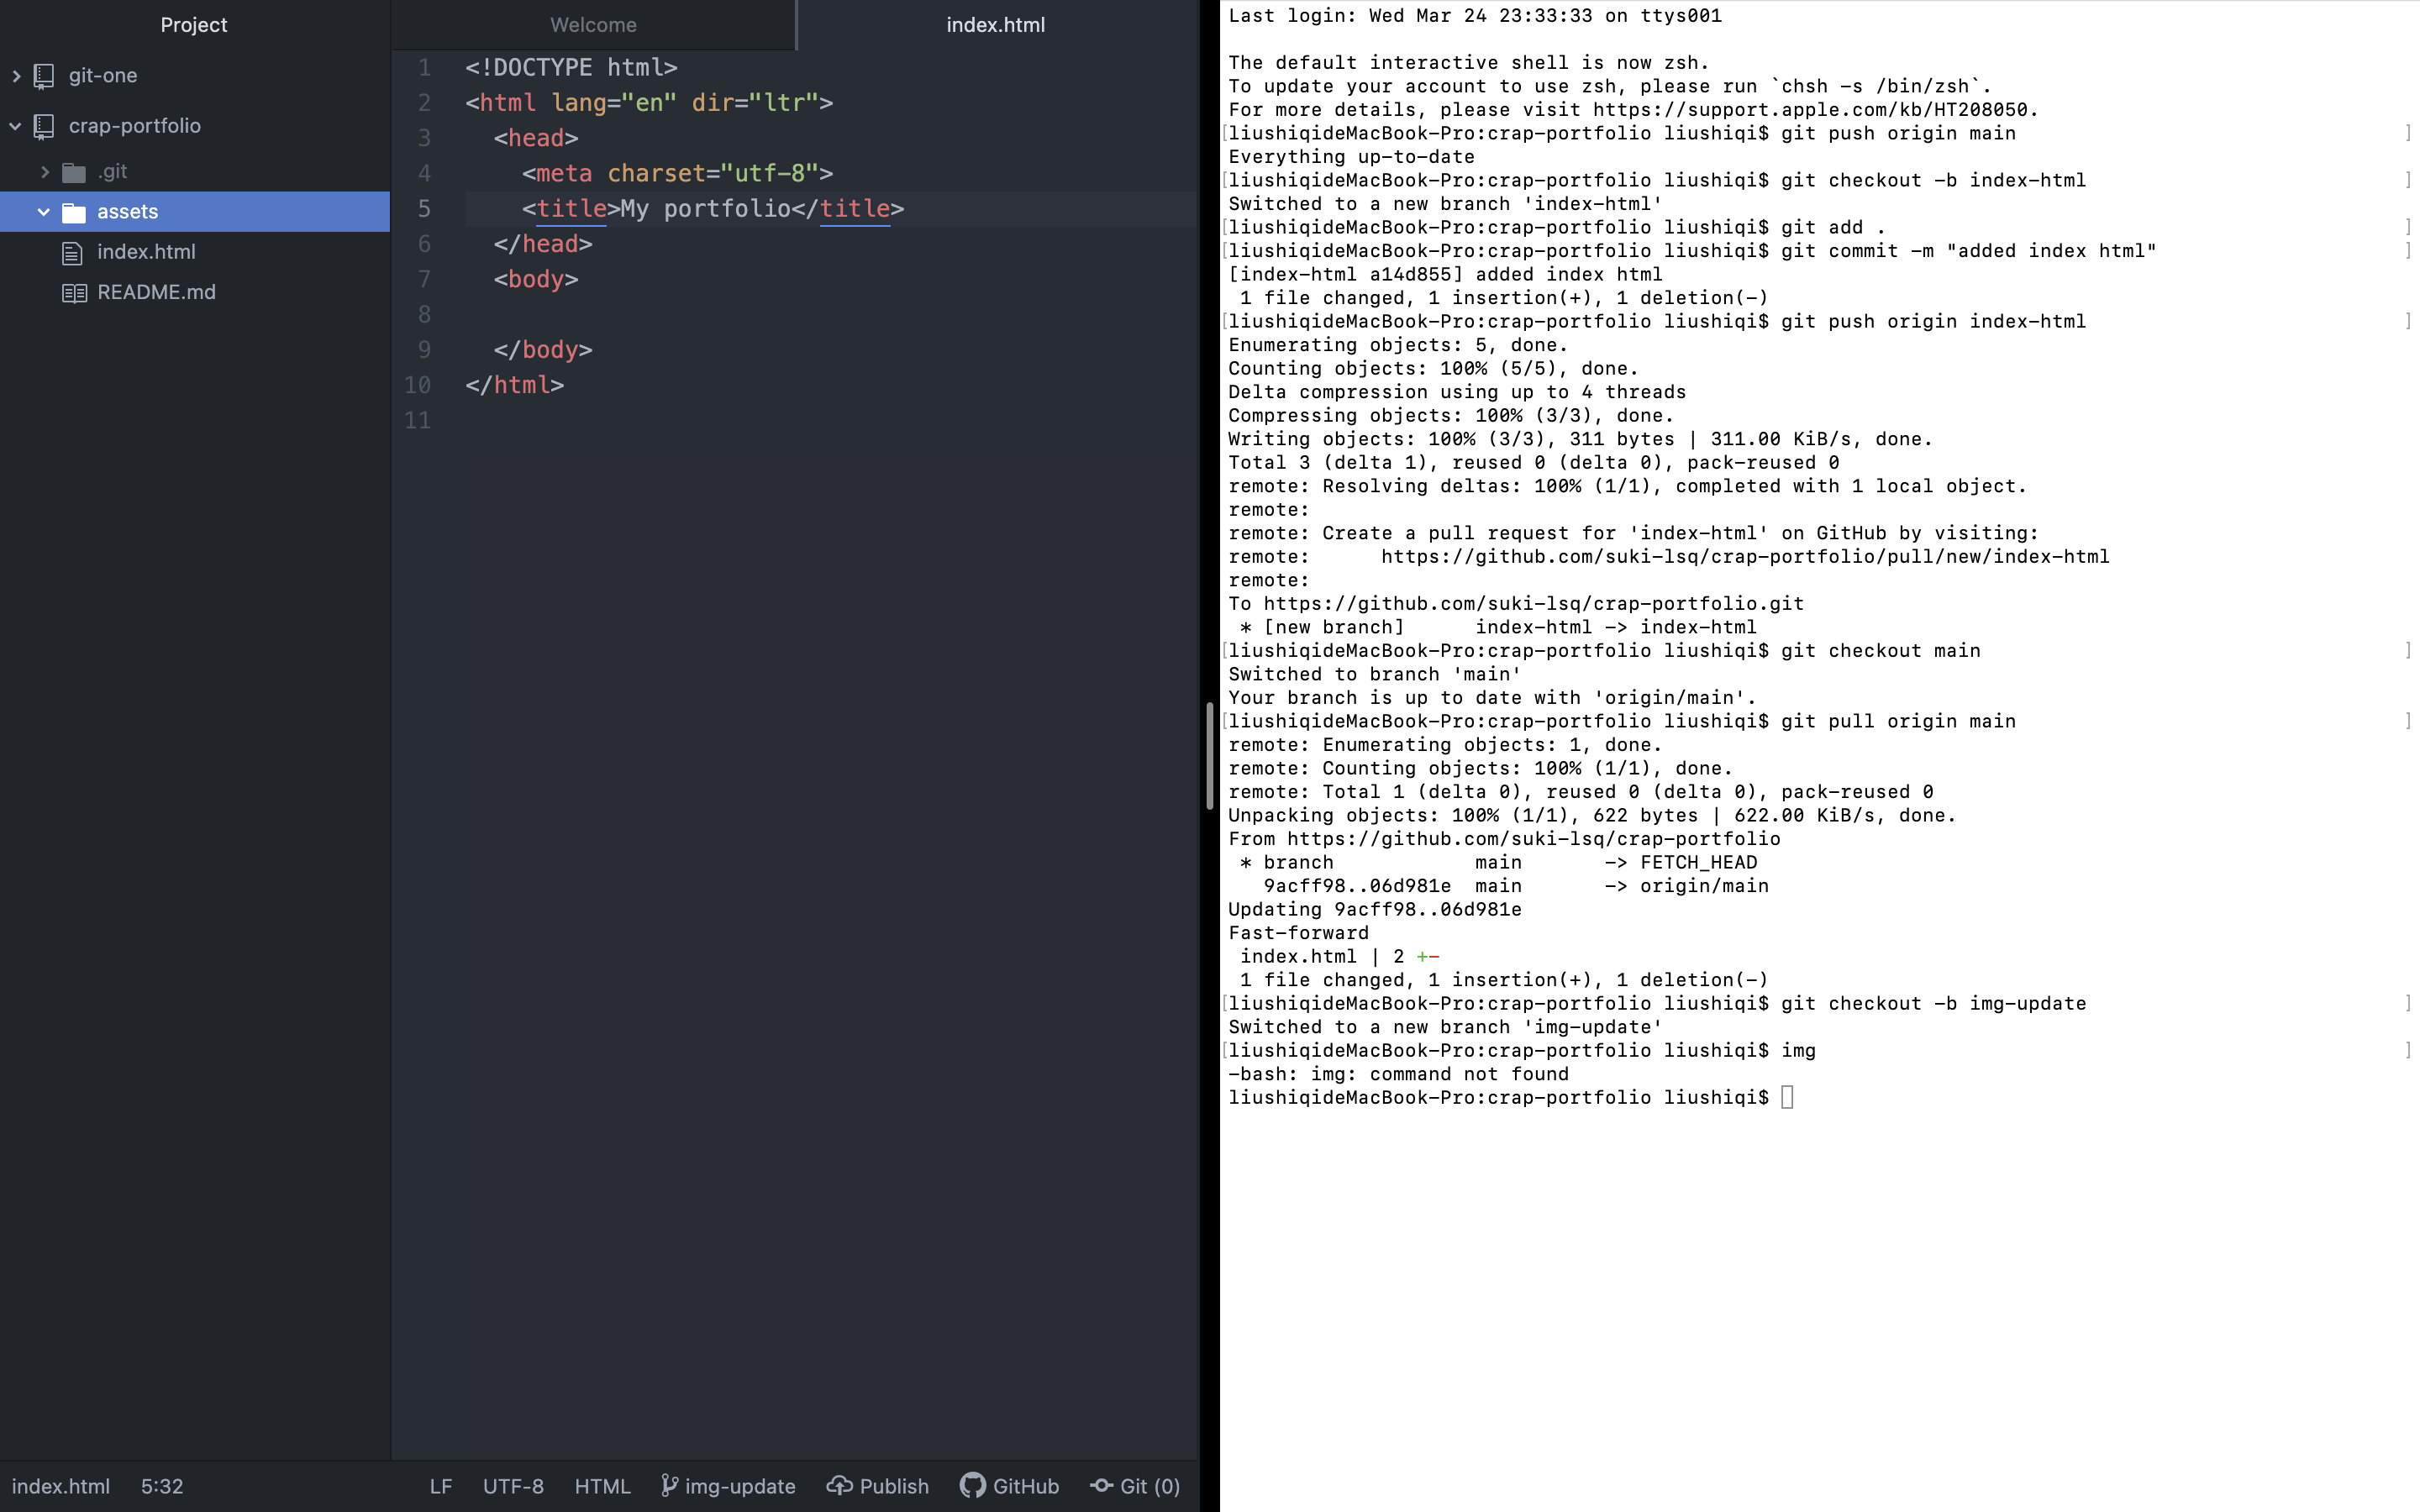 Project
git-one
crap-portfolio
.git
assets
index.html
README.md
Welcome
index.html
1 <!DOCTYPE html>
2 <html lang="en" dir="ltr">
3   <head>
4     <meta charset="utf-8">
5     <title>My portfolio</title>
6   </head>
7   <body>
8
9   </body>
10 </html>
11
index.html 5:32 LF UTF-8 HTML img-update Publish GitHub Git (0)
Last login: Wed Mar 24 23:33:33 on ttys001
The default interactive shell is now zsh.
To update your account to use zsh, please run `chsh -s /bin/zsh`.
For more details, please visit https://support.apple.com/kb/HT208050.
[liushiqideMacBook-Pro:crap-portfolio liushiqi$ git push origin main ]
Everything up-to-date
[liushiqideMacBook-Pro:crap-portfolio liushiqi$ git checkout -b index-html ]
Switched to a new branch 'index-html'
[liushiqideMacBook-Pro:crap-portfolio liushiqi$ git add . ]
[liushiqideMacBook-Pro:crap-portfolio liushiqi$ git commit -m "added index html" ]
[index-html a14d855] added index html
 1 file changed, 1 insertion(+), 1 deletion(-)
[liushiqideMacBook-Pro:crap-portfolio liushiqi$ git push origin index-html ]
Enumerating objects: 5, done.
Counting objects: 100% (5/5), done.
Delta compression using up to 4 threads
Compressing objects: 100% (3/3), done.
Writing objects: 100% (3/3), 311 bytes | 311.00 KiB/s, done.
Total 3 (delta 1), reused 0 (delta 0), pack-reused 0
remote: Resolving deltas: 100% (1/1), completed with 1 local object.
remote:
remote: Create a pull request for 'index-html' on GitHub by visiting:
remote:      https://github.com/suki-lsq/crap-portfolio/pull/new/index-html
remote:
To https://github.com/suki-lsq/crap-portfolio.git
 * [new branch]      index-html -> index-html
[liushiqideMacBook-Pro:crap-portfolio liushiqi$ git checkout main ]
Switched to branch 'main'
Your branch is up to date with 'origin/main'.
[liushiqideMacBook-Pro:crap-portfolio liushiqi$ git pull origin main ]
remote: Enumerating objects: 1, done.
remote: Counting objects: 100% (1/1), done.
remote: Total 1 (delta 0), reused 0 (delta 0), pack-reused 0
Unpacking objects: 100% (1/1), 622 bytes | 622.00 KiB/s, done.
From https://github.com/suki-lsq/crap-portfolio
 * branch            main       -> FETCH_HEAD
   9acff98..06d981e  main       -> origin/main
Updating 9acff98..06d981e
Fast-forward
 index.html | 2 +-
 1 file changed, 1 insertion(+), 1 deletion(-)
[liushiqideMacBook-Pro:crap-portfolio liushiqi$ git checkout -b img-update ]
Switched to a new branch 'img-update'
[liushiqideMacBook-Pro:crap-portfolio liushiqi$ img ]
-bash: img: command not found
liushiqideMacBook-Pro:crap-portfolio liushiqi$